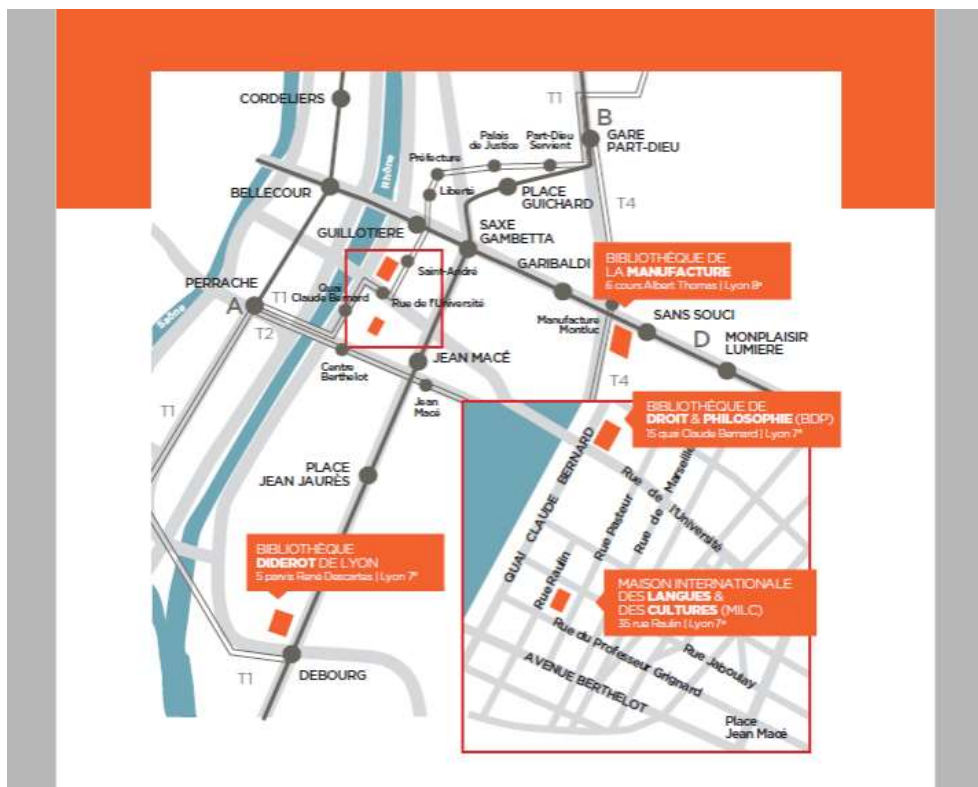 T1
CORDELIERS
B
GARE
PART-DIEU
Palais
de Justice
Part-Dieu
Servient
Préfecture
Rhône
BELLECOUR
Liberté
PLACE
GUICHARD
T4
GUILLOTIERE
SAXE
GAMBETTA
GARIBALDI
BIBLIOTHÈQUE DE
LA MANUFACTURE
6 cours Albert Thomas | Lyon 8e
Saint-André
PERRACHE
A
T1
Quai
Claude Bernard
Rue de l'Université
Saône
T2
Manufacture
Montluc
SANS SOUCI
D
MONPLAISIR
LUMIERE
Centre
Berthelot
JEAN MACÉ
T4
Jean
Macé
T1
BIBLIOTHÈQUE DE
DROIT & PHILOSOPHIE (BDP)
15 quai Claude Bernard | Lyon 7e
QUAI CLAUDE BERNARD
Rue Pasteur
Rue de Marseille
Rue de l'Université
PLACE
JEAN JAURÈS
BIBLIOTHÈQUE
DIDEROT DE LYON
5 parvis René Descartes | Lyon 7e
Rue Raulin
MAISON INTERNATIONALE
DES LANGUES &
DES CULTURES (MILC)
35 rue Raulin | Lyon 7e
Rue du Professeur Grignard
Rue Jaboulay
AVENUE BERTHELOT
T1
DEBOURG
Place
Jean Macé